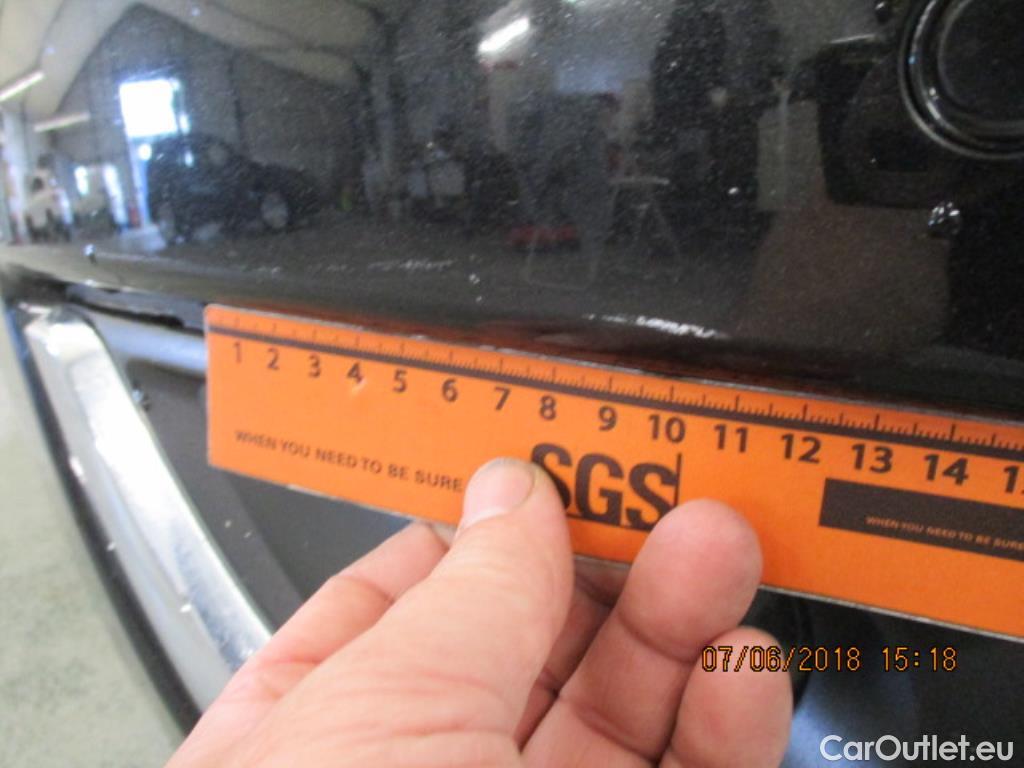 1 2 3 4 5 6 7 8 9 10 11 12 13 14
WHEN YOU NEED TO BE SURE
SGS
WHEN YOU NEED TO BE SURE
07/06/2018 15:18
CarOutlet.eu